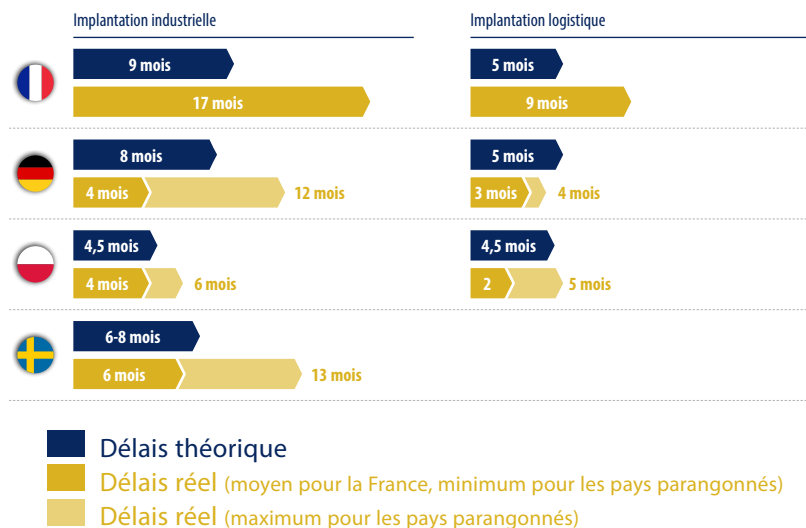 Implantation industrielle
Implantation logistique
9 mois
5 mois
17 mois
9 mois
8 mois
5 mois
4 mois
12 mois
3 mois
4 mois
4,5 mois
4,5 mois
4 mois
6 mois
2
5 mois
6-8 mois
6 mois
13 mois
Délais théorique
Délais réel (moyen pour la France, minimum pour les pays parangonnés)
Délais réel (maximum pour les pays parangonnés)